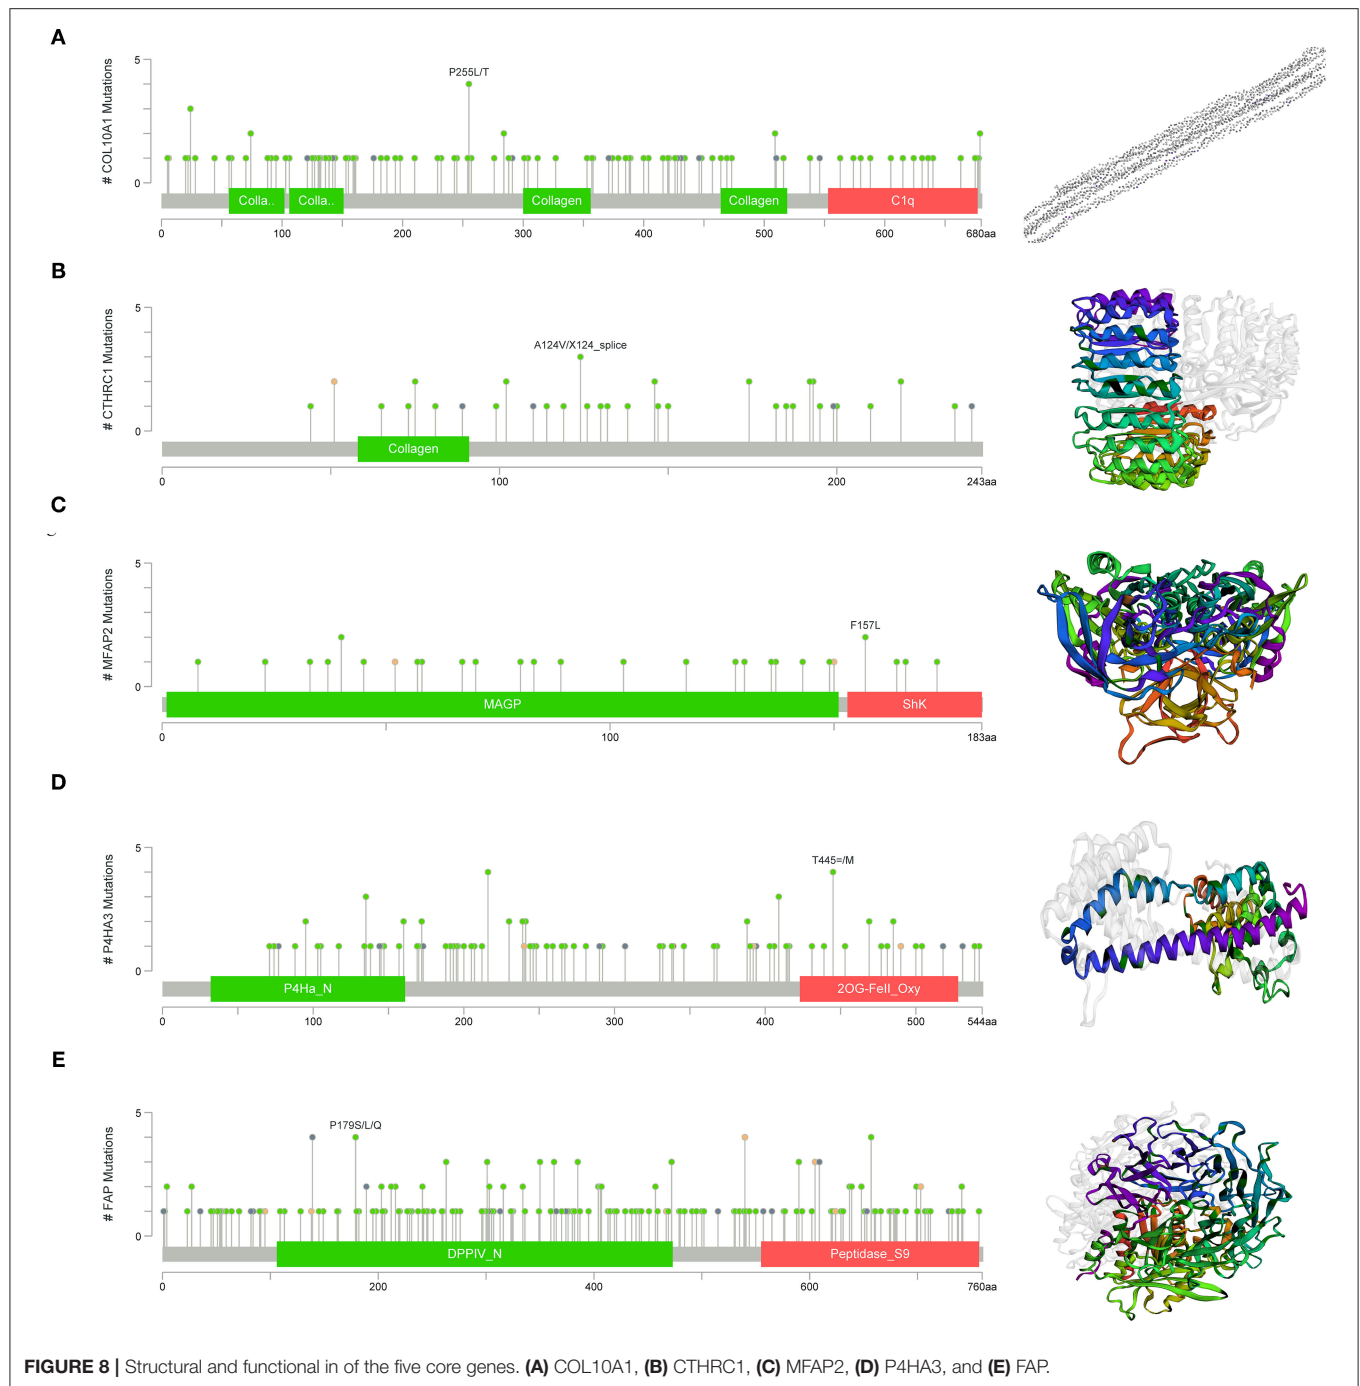 A
# COL10A1 Mutations
5
0
P255L/T
Colla..
Colla..
Collagen
Collagen
C1q
0
100
200
300
400
500
600
680aa
B
# CTHRC1 Mutations
5
0
A124V/X124_splice
Collagen
0
100
200
243aa
C
# MFAP2 Mutations
5
0
F157L
MAGP
ShK
0
100
183aa
D
# P4HA3 Mutations
5
0
T445=/M
P4Ha_N
2OG-FeII_Oxy
0
100
200
300
400
500
544aa
E
# FAP Mutations
5
0
P179S/L/Q
DPPIV_N
Peptidase_S9
0
200
400
600
760aa
FIGURE 8 | Structural and functional in of the five core genes. (A) COL10A1, (B) CTHRC1, (C) MFAP2, (D) P4HA3, and (E) FAP.